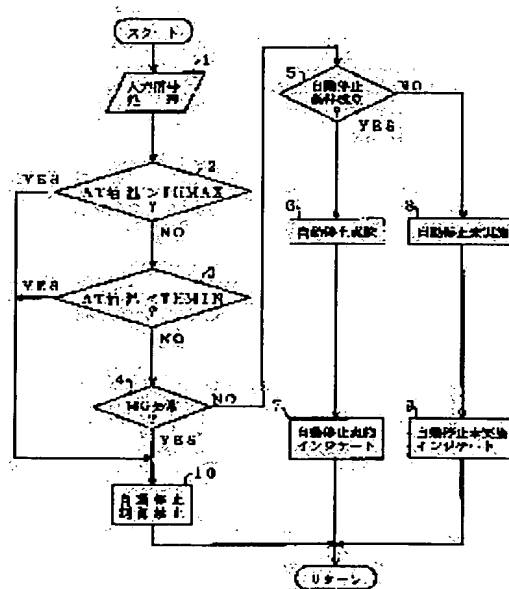 スタート
1
入力信号
処理
2
AT油温＞TEMAX
?
YES
NO
3
AT油温＜TEMIN
?
YES
NO
4
?
NO
YES
10
自動停止
制御禁止
5
自動停止
条件成立
?
NO
YES
6
自動停止実施
8
自動停止未実施
7
自動停止実施
インジケート
9
自動停止未実施
インジケート
リターン